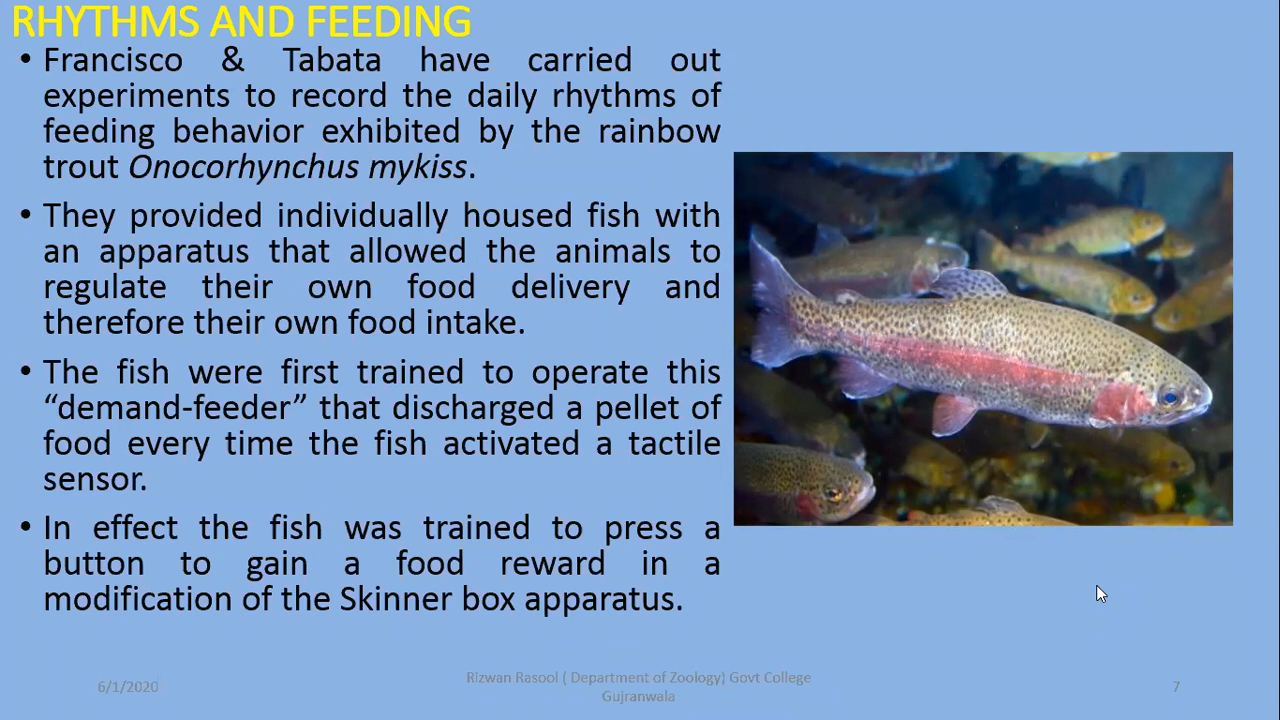 RHYTHMS AND FEEDING
• Francisco & Tabata have carried out
experiments to record the daily rhythms of
feeding behavior exhibited by the rainbow
trout Onocorhynchus mykiss.
• They provided individually housed fish with
an apparatus that allowed the animals to
regulate their own food delivery and
therefore their own food intake.
• The fish were first trained to operate this
“demand-feeder” that discharged a pellet of
food every time the fish activated a tactile
sensor.
• In effect the fish was trained to press a
button to gain a food reward in a
modification of the Skinner box apparatus.
6/1/2020
Rizwan Rasool ( Department of Zoology) Govt College
Gujranwala
7